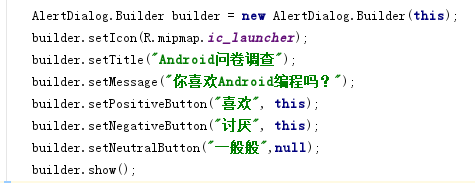 AlertDialog.Builder builder = new AlertDialog.Builder(this);
builder.setIcon(R.mipmap.ic_launcher);
builder.setTitle("Android问卷调查");
builder.setMessage("你喜欢Android编程吗？");
builder.setPositiveButton("喜欢", this);
builder.setNegativeButton("讨厌", this);
builder.setNeutralButton("一般般",null);
builder.show();